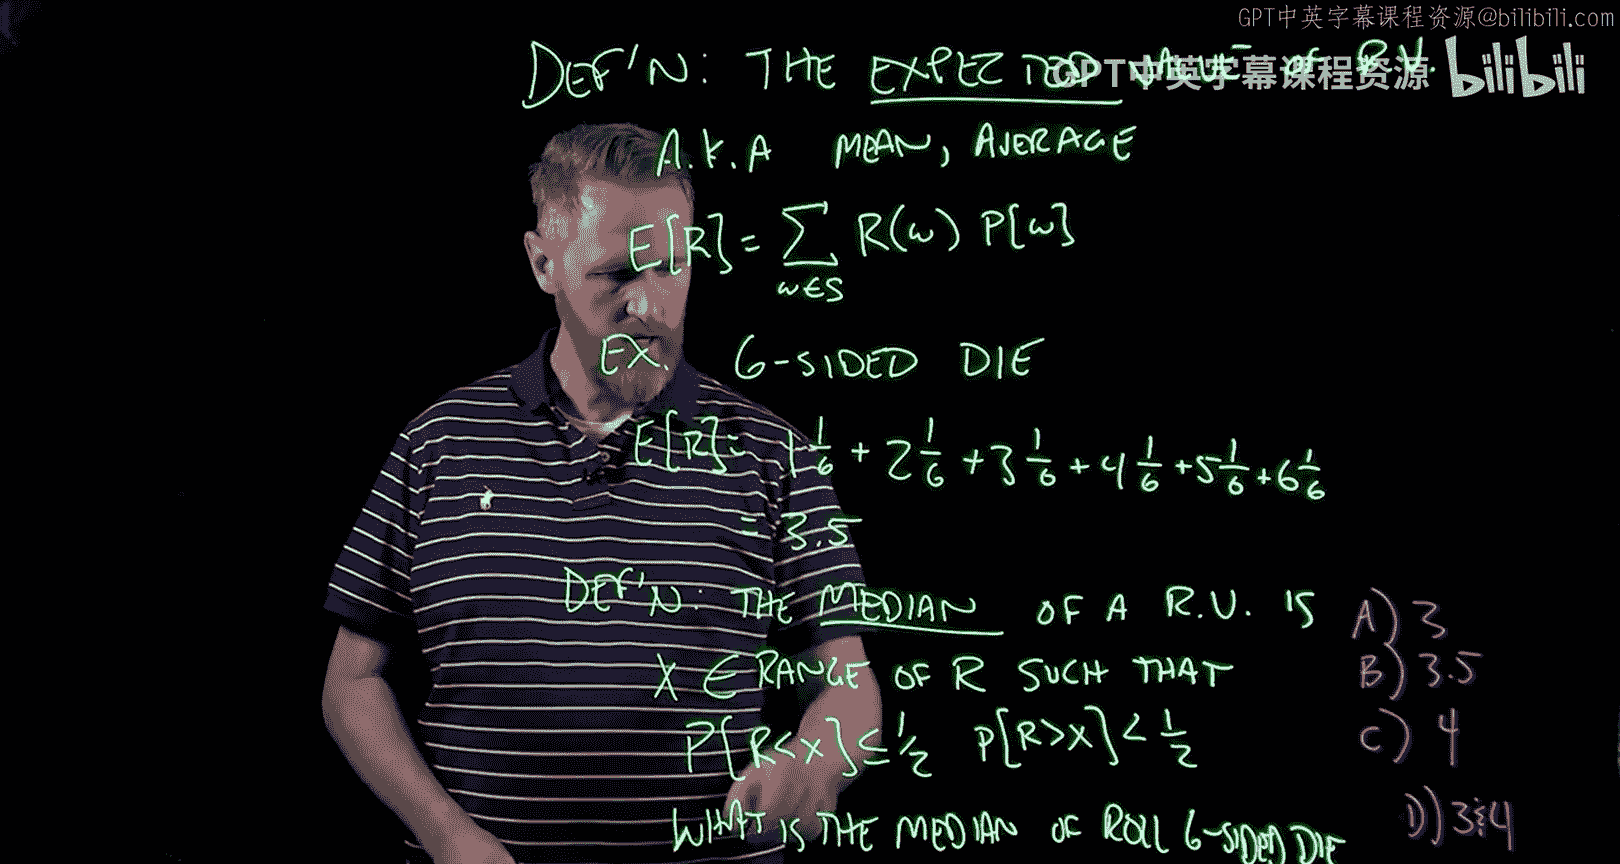 GPT中英字幕课程资源@bilibili.com
DEF'N: THE EXPECTED VALUE OF R.V.
GPT中英字幕课程资源 bilibili
A.K.A MEAN, AVERAGE
E[R] = ∑ R(ω) P[ω]
ω∈S
EX. 6-SIDED DIE
E[R] = 1 1/6 + 2 1/6 + 3 1/6 + 4 1/6 + 5 1/6 + 6 1/6
= 3.5
DEF'N: THE MEDIAN OF A R.V. IS
X ∈ RANGE OF R SUCH THAT
P[R<X] ≤ 1/2 P[R>X] < 1/2
WHAT IS THE MEDIAN OF ROLL 6-SIDED DIE
A) 3
B) 3.5
C) 4
D) 3&4